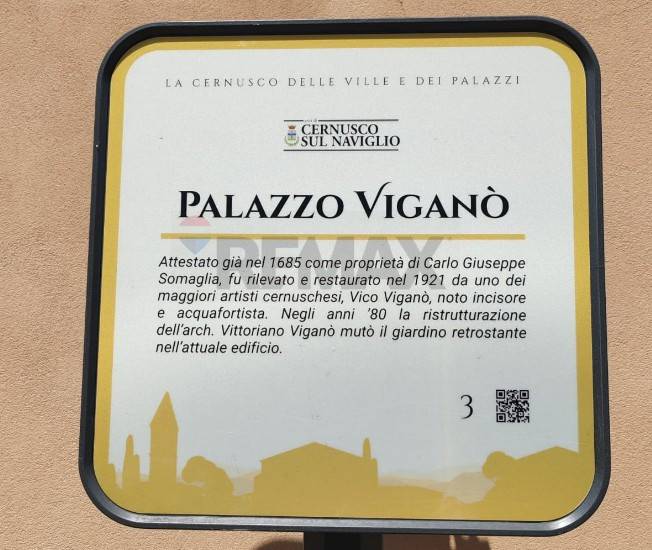 LA CERNUSCO DELLE VILLE E DEI PALAZZI
CERNUSCO
SUL NAVIGLIO
PALAZZO VIGANÒ
RE/MAX
Attestato già nel 1685 come proprietà di Carlo Giuseppe
Somaglia, fu rilevato e restaurato nel 1921 da uno dei
maggiori artisti cernuschesi, Vico Viganò, noto incisore
e acquafortista. Negli anni '80 la ristrutturazione
dell'arch. Vittoriano Viganò mutò il giardino retrostante
nell'attuale edificio.
3